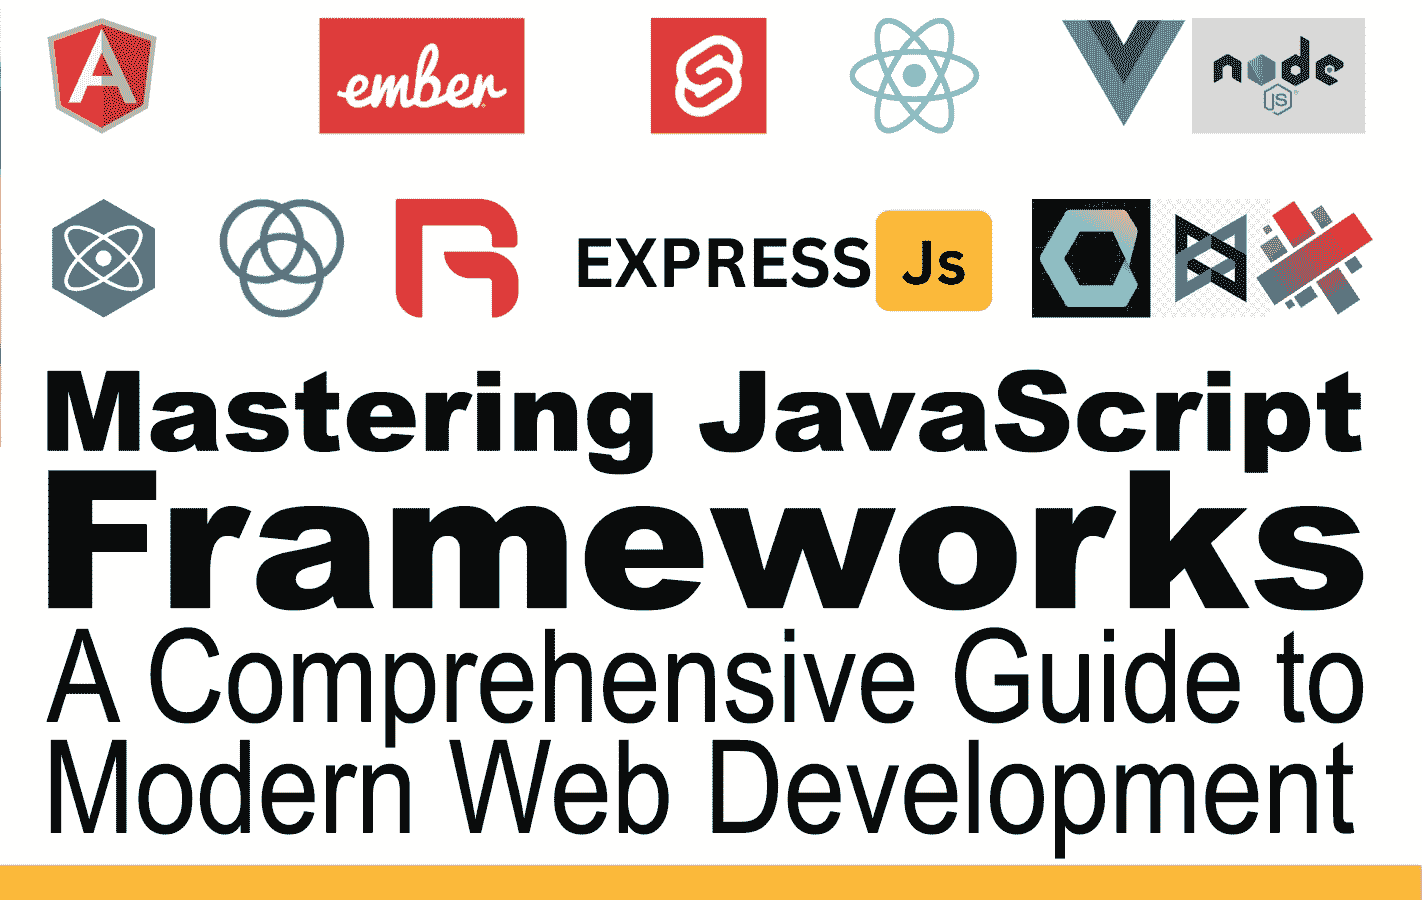 ember
node
JS
EXPRESS Js
Mastering JavaScript
Frameworks
A Comprehensive Guide to
Modern Web Development